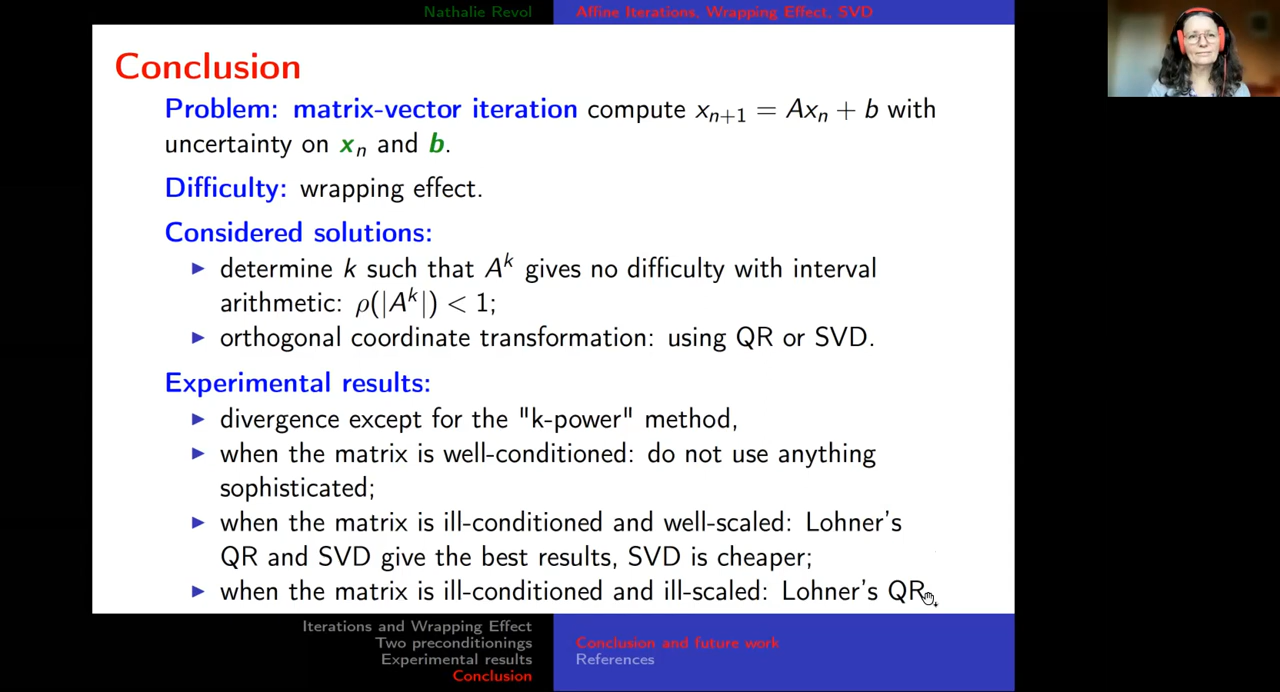 Nathalie Revol
Affine Iterations, Wrapping Effect, SVD
Conclusion
Problem: matrix-vector iteration compute xₙ₊₁ = Axₙ + b with
uncertainty on xₙ and b.
Difficulty: wrapping effect.
Considered solutions:
▶ determine k such that Aᵏ gives no difficulty with interval
arithmetic: ρ(|Aᵏ|) < 1;
▶ orthogonal coordinate transformation: using QR or SVD.
Experimental results:
▶ divergence except for the "k-power" method,
▶ when the matrix is well-conditioned: do not use anything
sophisticated;
▶ when the matrix is ill-conditioned and well-scaled: Lohner's
QR and SVD give the best results, SVD is cheaper;
▶ when the matrix is ill-conditioned and ill-scaled: Lohner's QR.
Iterations and Wrapping Effect
Two preconditionings
Experimental results
Conclusion
Conclusion and future work
References